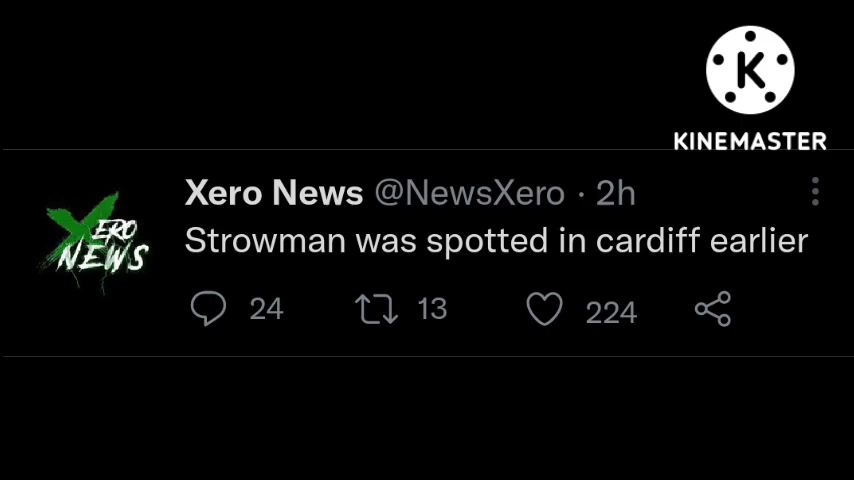 K
KINEMASTER
Xero News @NewsXero · 2h
XERO
NEWS
Strowman was spotted in cardiff earlier
24 13 224